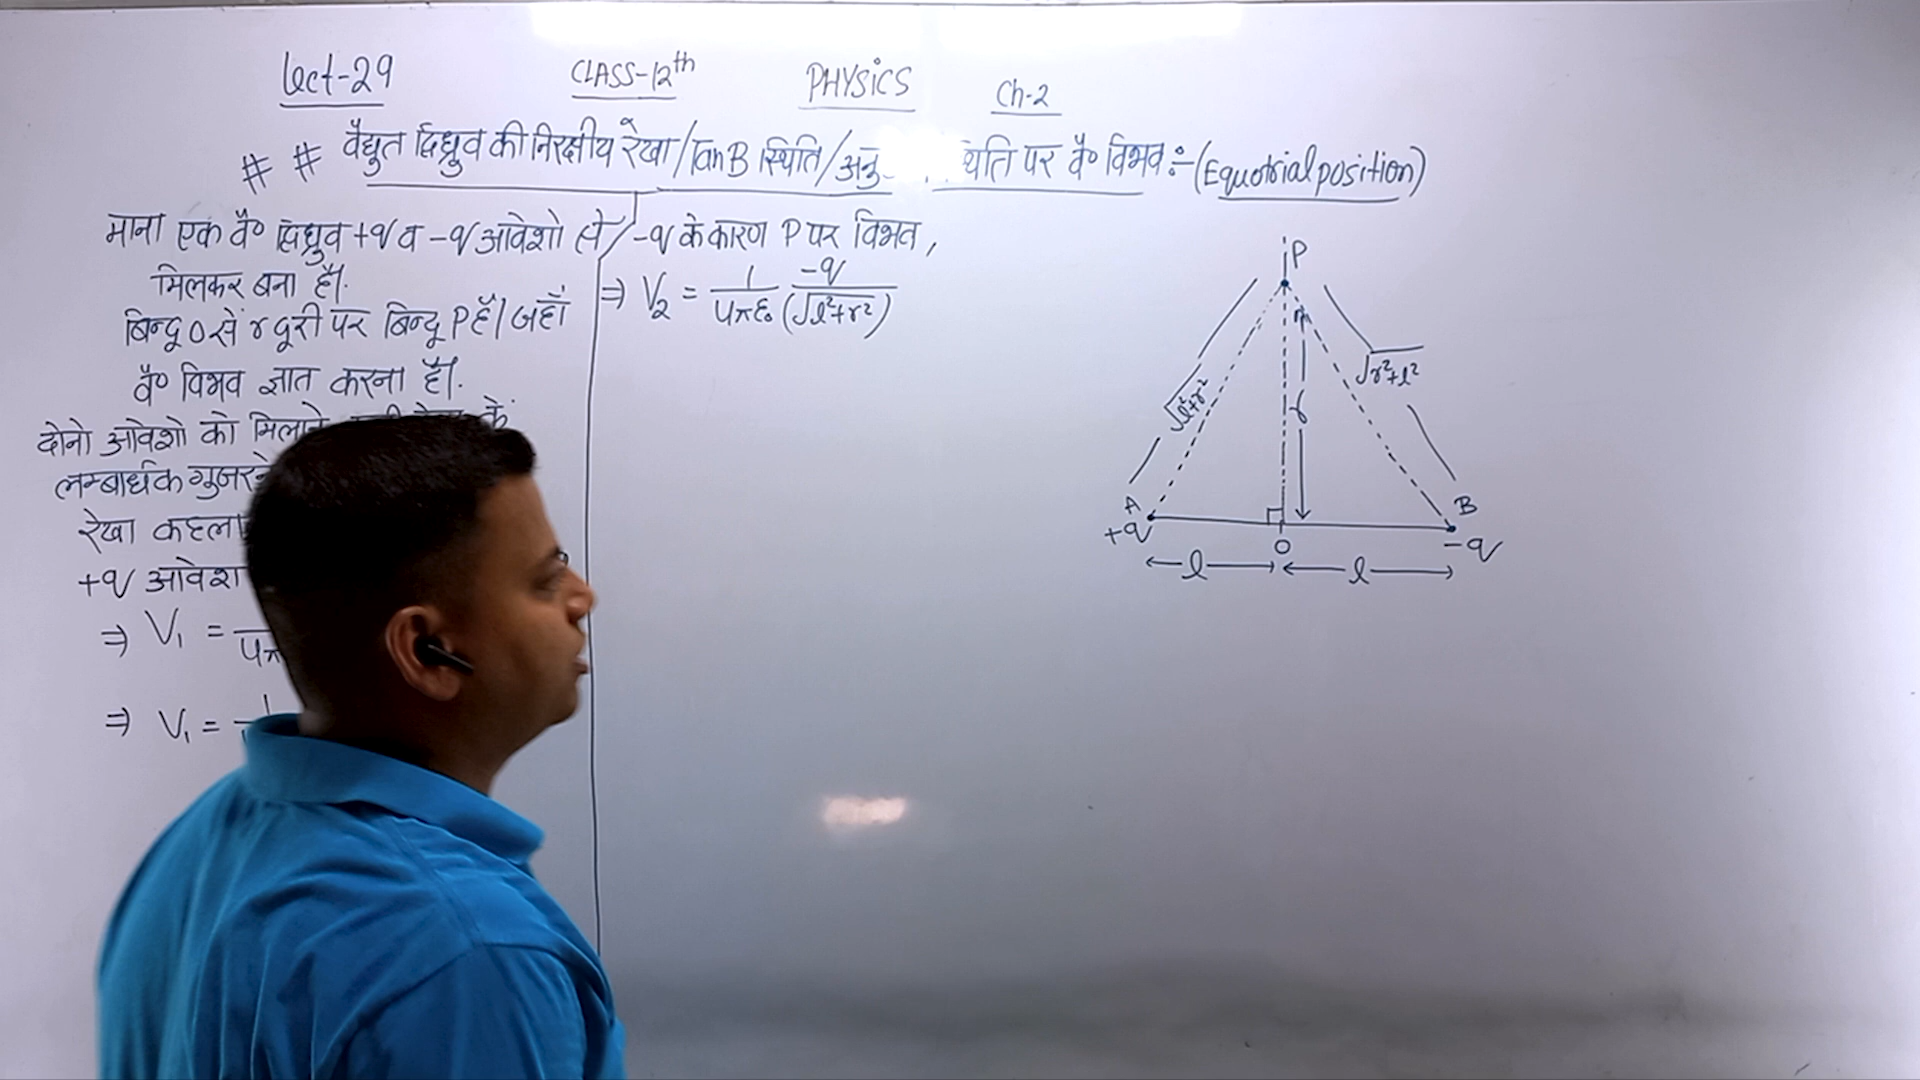 Lect-29 CLASS-12th PHYSICS Ch-2
# # वैद्युत द्विध्रुव की निरक्षीय रेखा/Tan B स्थिति/अनु थिति पर वै० विभव:-(Equotrial position)
माना एक वै० द्विध्रुव +q व -q आवेशो से
मिलकर बना है।
बिन्दू O से r दूरी पर बिन्दू P हैं। जहाँ
वै० विभव ज्ञात करना हैं।
दोनो आवेशो को मिलाने के
लम्बार्धक गुजरने
रेखा कहला
+q आवेश
⇒ V₁ =
4π
⇒ V₁ = 1
-q के कारण P पर विभव,
⇒ V₂ = 1/4πε₀ -q/(√l²+r²)
P
√l²+r²
r
√r²+l²
A
B
+q
O
-q
l
l